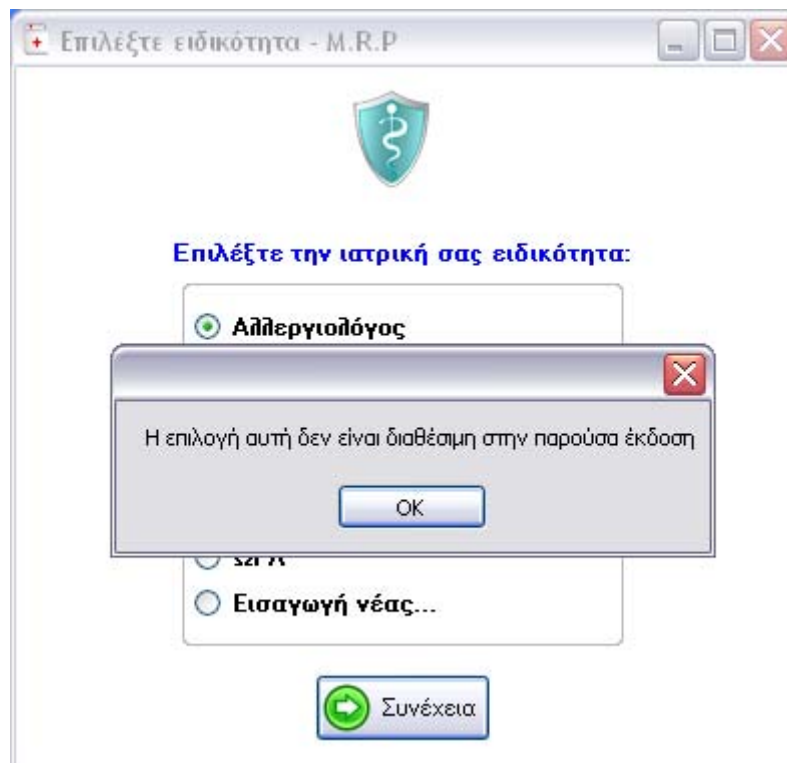 Επιλέξτε ειδικότητα - M.R.P
Επιλέξτε την ιατρική σας ειδικότητα:
Αλλεργιολόγος
Η επιλογή αυτή δεν είναι διαθέσιμη στην παρούσα έκδοση
OK
Εισαγωγή νέας...
Συνέχεια